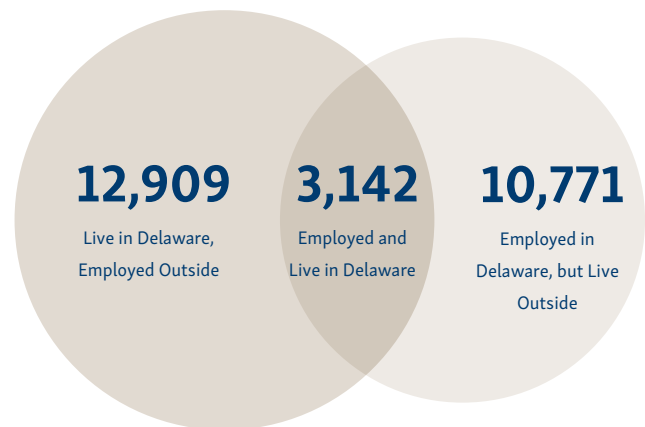 12,909
Live in Delaware,
Employed Outside
3,142
Employed and
Live in Delaware
10,771
Employed in
Delaware, but Live
Outside